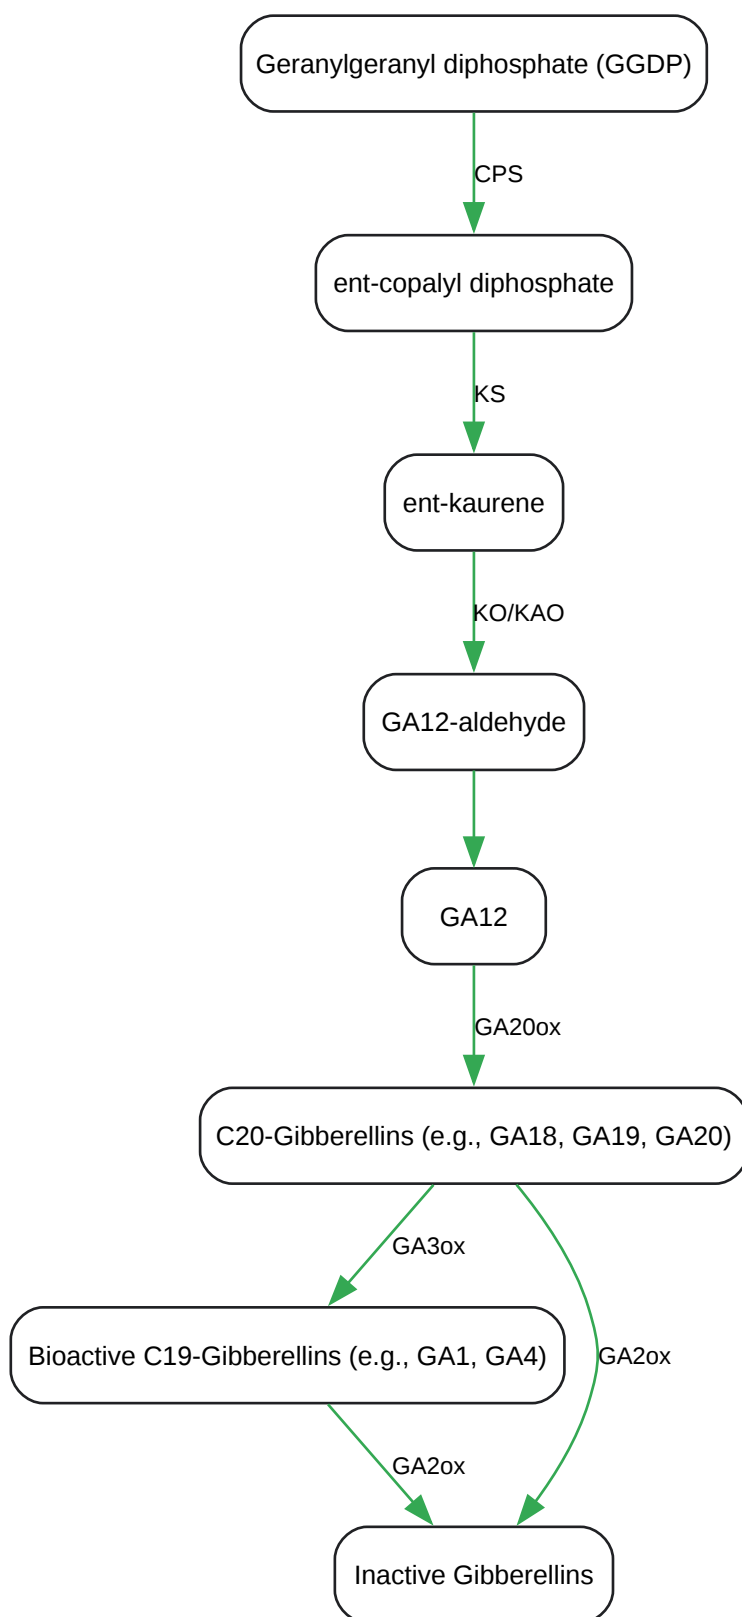 Geranylgeranyl diphosphate (GGDP)
CPS
ent-copalyl diphosphate
KS
ent-kaurene
KO/KAO
GA12-aldehyde
GA12
GA20ox
C20-Gibberellins (e.g., GA18, GA19, GA20)
GA3ox
Bioactive C19-Gibberellins (e.g., GA1, GA4)
GA2ox
GA2ox
Inactive Gibberellins